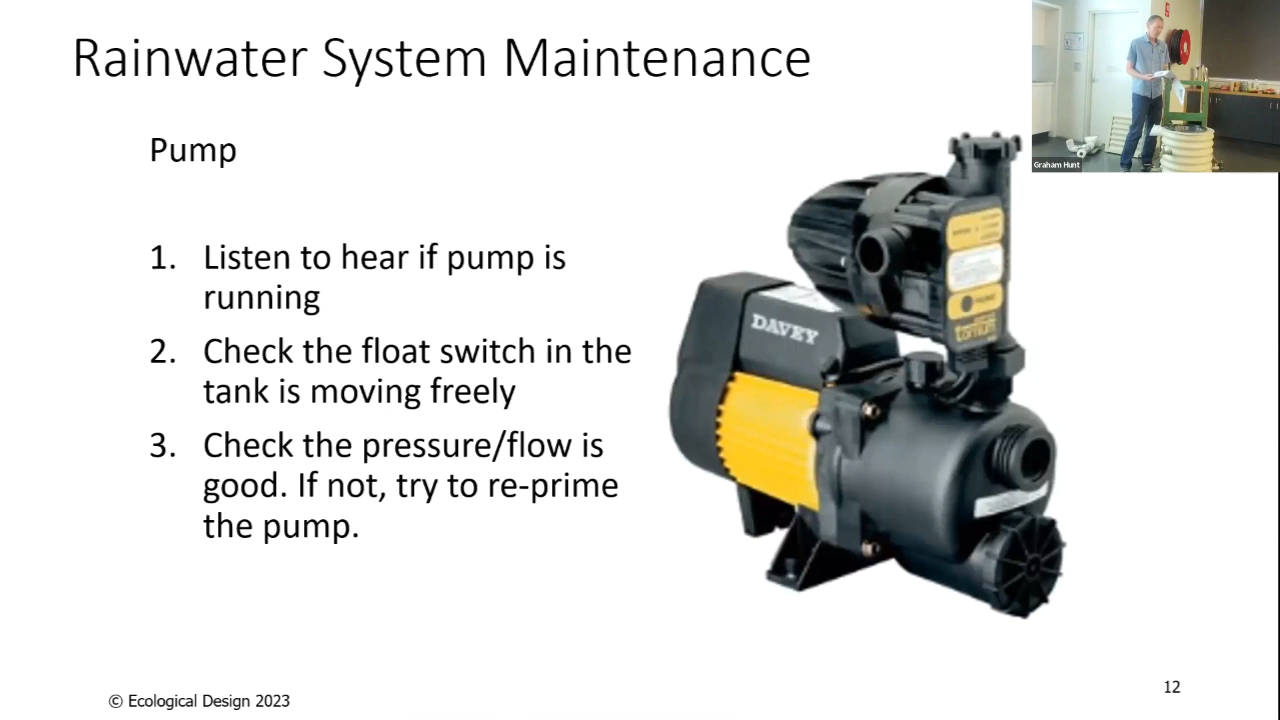 Rainwater System Maintenance
Graham Hunt
Pump
1. Listen to hear if pump is
running
2. Check the float switch in the
tank is moving freely
3. Check the pressure/flow is
good. If not, try to re-prime
the pump.
DAVEY
torrium
© Ecological Design 2023
12